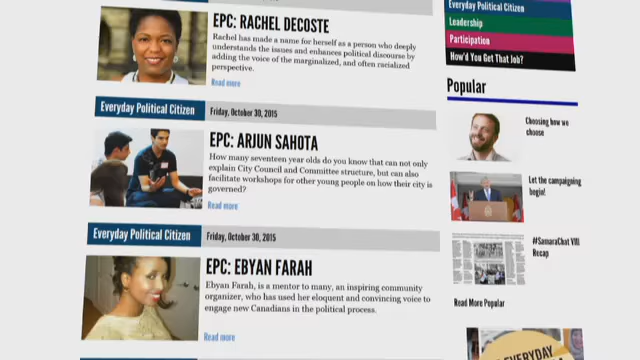 EPC: RACHEL DECOSTE
Rachel has made a name for herself as a person who deeply
understands the issues and enhances political discourse by
adding the voice of the marginalized, and often racialized
perspective.
Read more
Everyday Political Citizen
Friday, October 30, 2015
EPC: ARJUN SAHOTA
How many seventeen year olds do you know that can not only
explain City Council and Committee structure, but can also
facilitate workshops for other young people on how their city is
governed?
Read more
Everyday Political Citizen
Friday, October 30, 2015
EPC: EBYAN FARAH
Ebyan Farah, is a mentor to many, an inspiring community
organizer, who has used her eloquent and convincing voice to
engage new Canadians in the political process.
Read more
Everyday Political Citizen
Leadership
Participation
How'd You Get That Job?
Popular
Choosing how we
choose
Let the campaigning
begin!
#SamaraChat VIII
Recap
Read More Popular
EVERYDAY